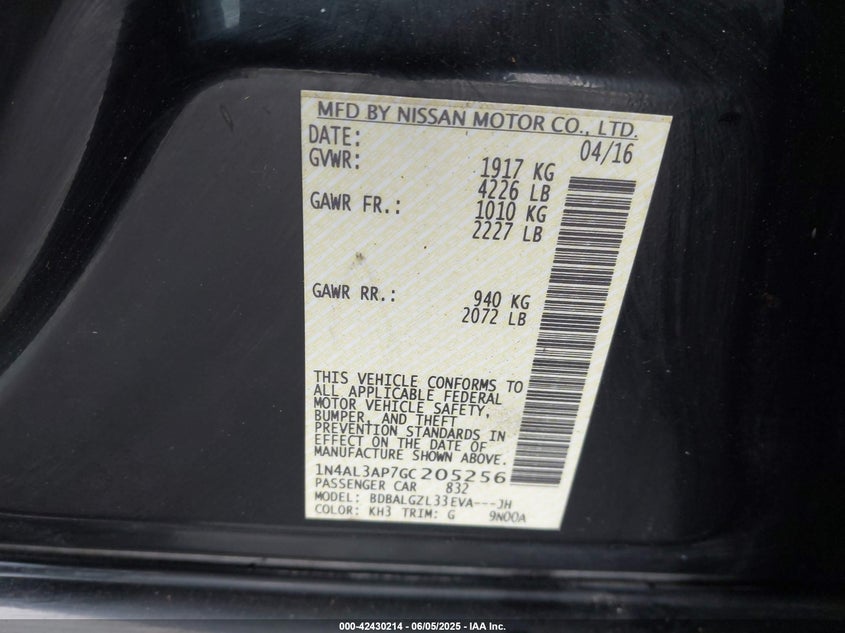 MFD BY NISSAN MOTOR CO., LTD.
DATE: 04/16
GVWR: 1917 KG
4226 LB
GAWR FR.: 1010 KG
2227 LB
GAWR RR.: 940 KG
2072 LB
THIS VEHICLE CONFORMS TO
ALL APPLICABLE FEDERAL
MOTOR VEHICLE SAFETY,
BUMPER, AND THEFT
PREVENTION STANDARDS IN
EFFECT ON THE DATE OF
MANUFACTURE SHOWN ABOVE.
1N4AL3AP7GC205256
PASSENGER CAR 832
MODEL: BDBALGZL33EVA---JH
COLOR: KH3 TRIM: G 9N00A
000-42430214 - 06/05/2025 - IAA Inc.